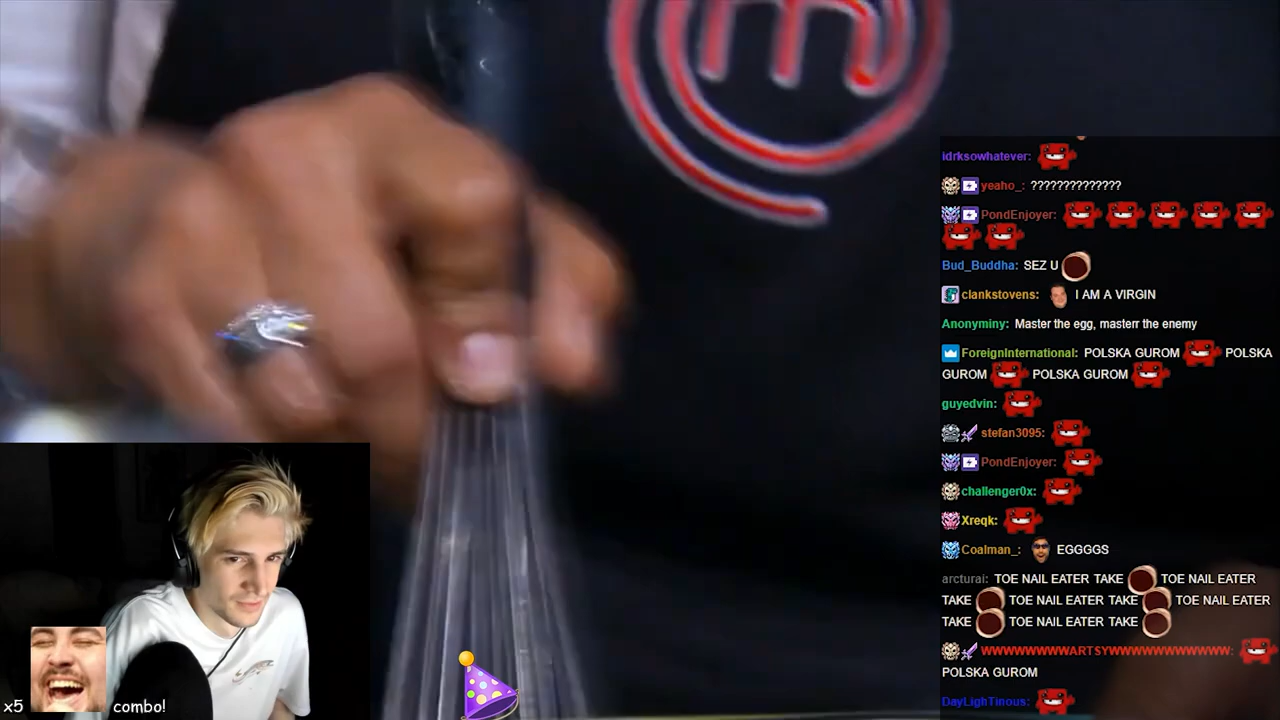 m
idrksowhatever:
yeaho_: ??????????????
PondEnjoyer:
Bud_Buddha: SEZ U
clankstovens: I AM A VIRGIN
Anonyminy: Master the egg, masterr the enemy
ForeignInternational: POLSKA GUROM POLSKA
GUROM POLSKA GUROM
guyedvin:
stefan3095:
PondEnjoyer:
challenger0x:
Xreqk:
Coalman_: EGGGGS
arcturai: TOE NAIL EATER TAKE TOE NAIL EATER
TAKE TOE NAIL EATER TAKE TOE NAIL EATER
TAKE TOE NAIL EATER TAKE
WWWWWWWWARTSYWWWWWWWWWWW:
POLSKA GUROM
DayLighTinous:
x5 combo!